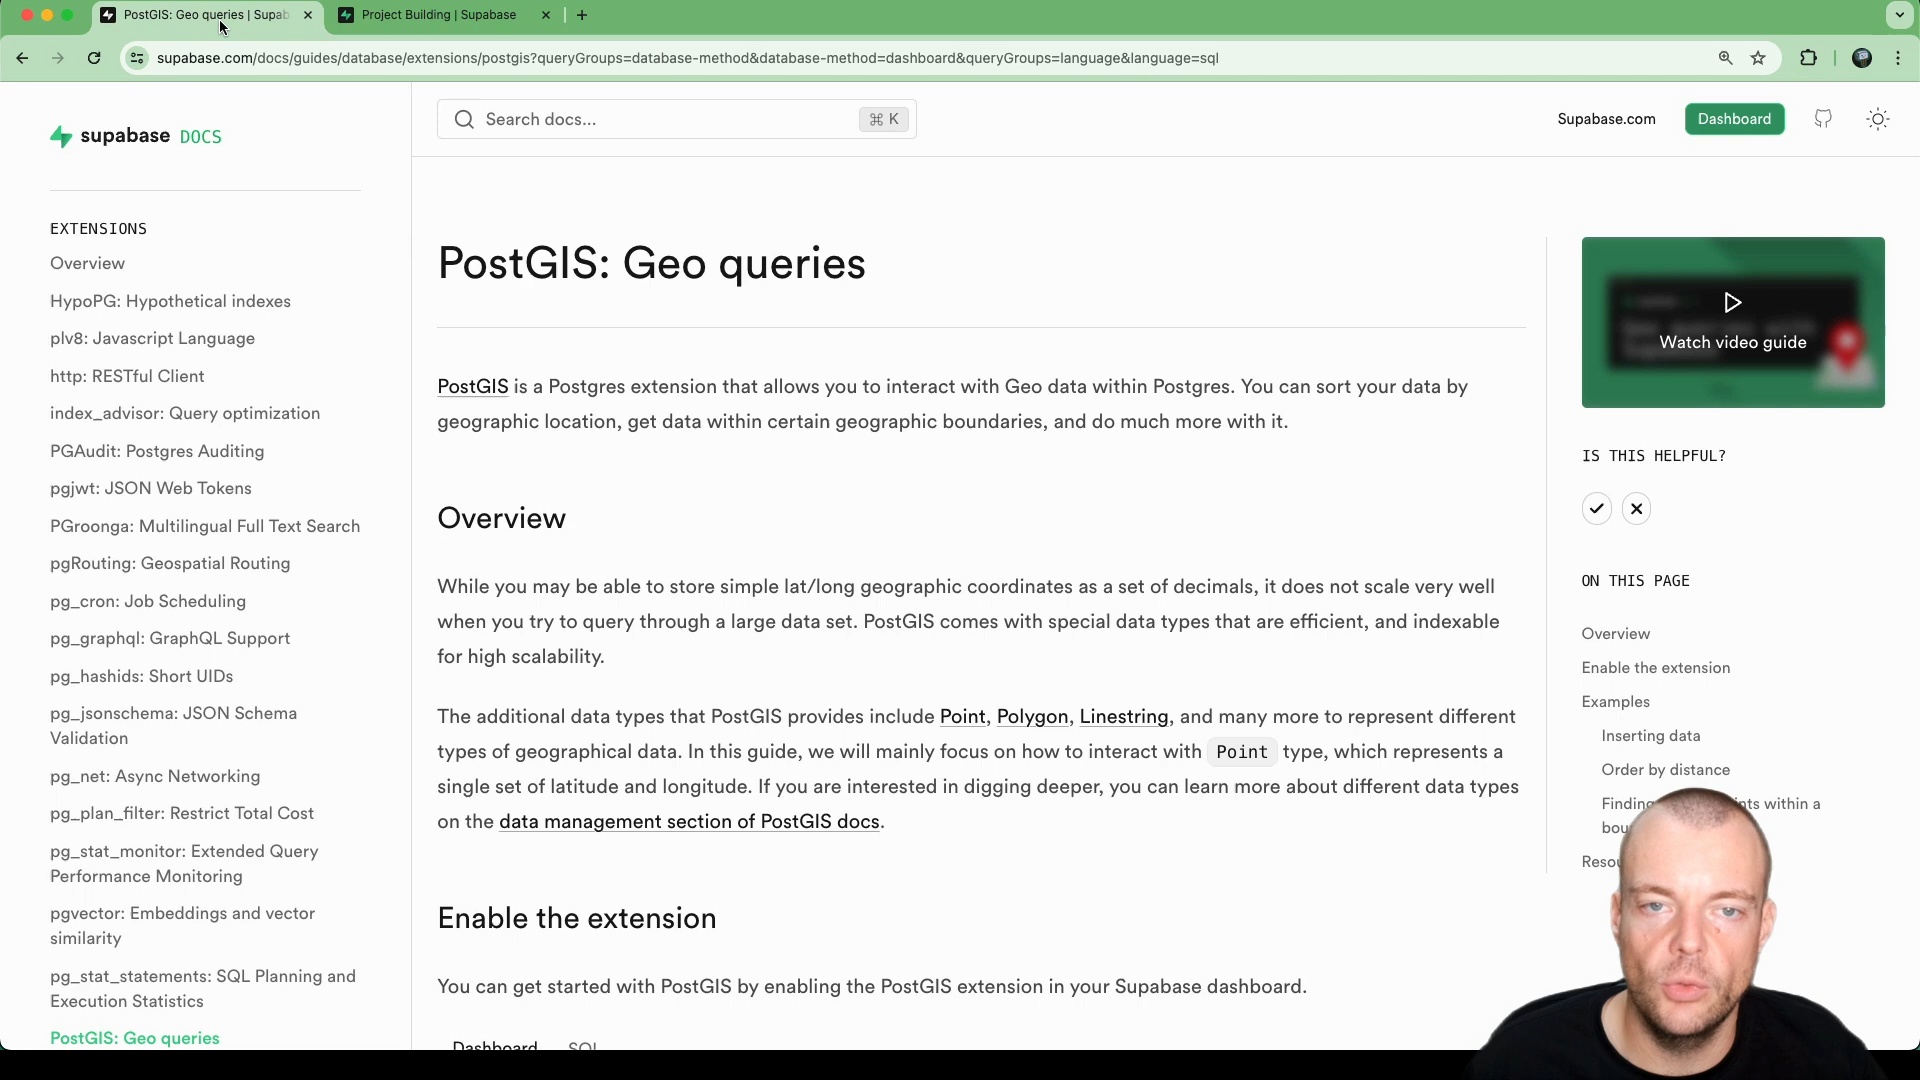 PostGIS: Geo queries | Supab
Project Building | Supabase
supabase.com/docs/guides/database/extensions/postgis?queryGroups=database-method&database-method=dashboard&queryGroups=language&language=sql
supabase DOCS
Search docs...
⌘ K
Supabase.com
Dashboard
EXTENSIONS
Overview
HypoPG: Hypothetical indexes
plv8: Javascript Language
http: RESTful Client
index_advisor: Query optimization
PGAudit: Postgres Auditing
pgjwt: JSON Web Tokens
PGroonga: Multilingual Full Text Search
pgRouting: Geospatial Routing
pg_cron: Job Scheduling
pg_graphql: GraphQL Support
pg_hashids: Short UIDs
pg_jsonschema: JSON Schema
Validation
pg_net: Async Networking
pg_plan_filter: Restrict Total Cost
pg_stat_monitor: Extended Query
Performance Monitoring
pgvector: Embeddings and vector
similarity
pg_stat_statements: SQL Planning and
Execution Statistics
PostGIS: Geo queries
PostGIS: Geo queries
PostGIS is a Postgres extension that allows you to interact with Geo data within Postgres. You can sort your data by
geographic location, get data within certain geographic boundaries, and do much more with it.
Overview
While you may be able to store simple lat/long geographic coordinates as a set of decimals, it does not scale very well
when you try to query through a large data set. PostGIS comes with special data types that are efficient, and indexable
for high scalability.
The additional data types that PostGIS provides include Point, Polygon, Linestring, and many more to represent different
types of geographical data. In this guide, we will mainly focus on how to interact with Point type, which represents a
single set of latitude and longitude. If you are interested in digging deeper, you can learn more about different data types
on the data management section of PostGIS docs.
Enable the extension
You can get started with PostGIS by enabling the PostGIS extension in your Supabase dashboard.
Dashboard SQL
Watch video guide
IS THIS HELPFUL?
ON THIS PAGE
Overview
Enable the extension
Examples
Inserting data
Order by distance
Finding within a